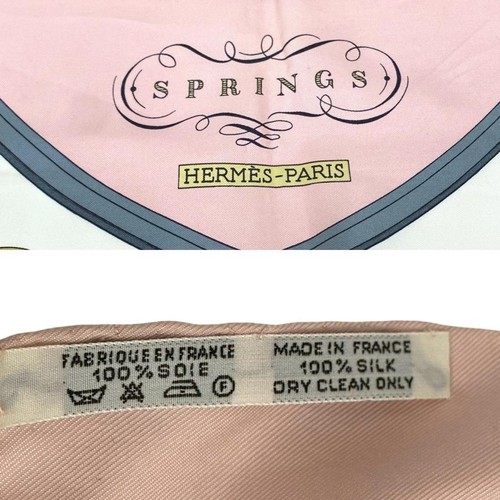 SPRINGS
HERMÈS-PARIS
FABRIQUE EN FRANCE
100% SOIE
F
MADE IN FRANCE
100% SILK
DRY CLEAN ONLY